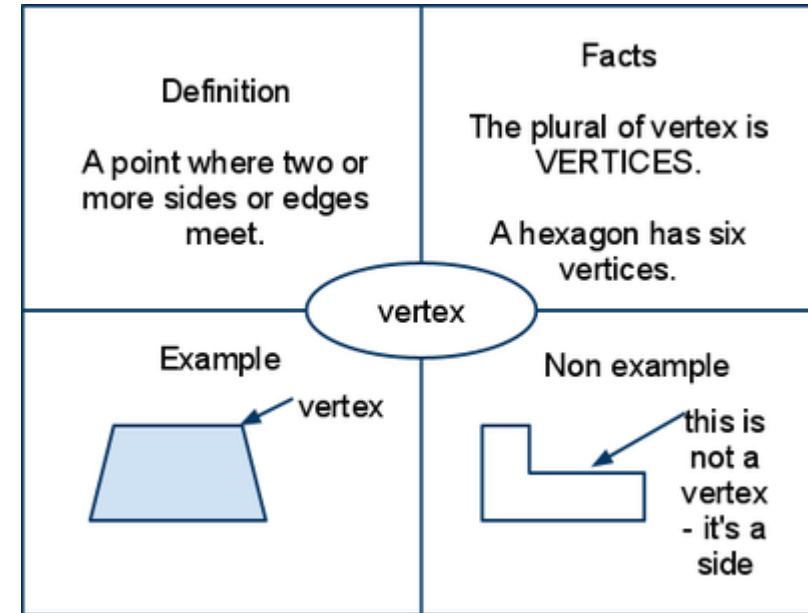 Definition
A point where two or
more sides or edges
meet.
Facts
The plural of vertex is
VERTICES.
A hexagon has six
vertices.
vertex
Example
vertex
Non example
this is
not a
vertex
- it's a
side